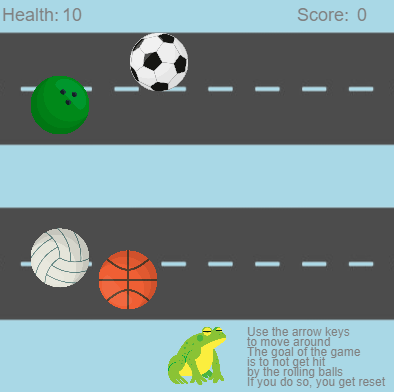 Health: 10
Score: 0
Use the arrow keys
to move around
The goal of the game
is to not get hit
by the rolling balls
If you do so, you get reset